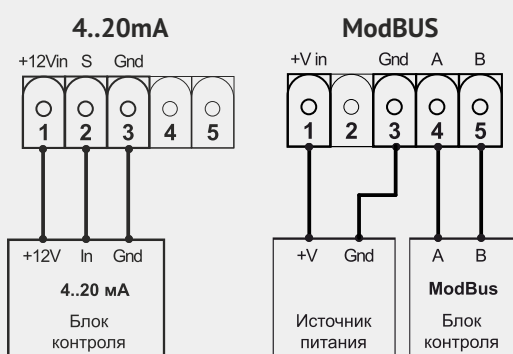 4..20mA
+12Vin S Gnd
1 2 3 4 5
+12V In Gnd
4..20 мА
Блок
контроля
ModBUS
+V in Gnd A B
1 2 3 4 5
+V Gnd
Источник
питания
A B
ModBus
Блок
контроля